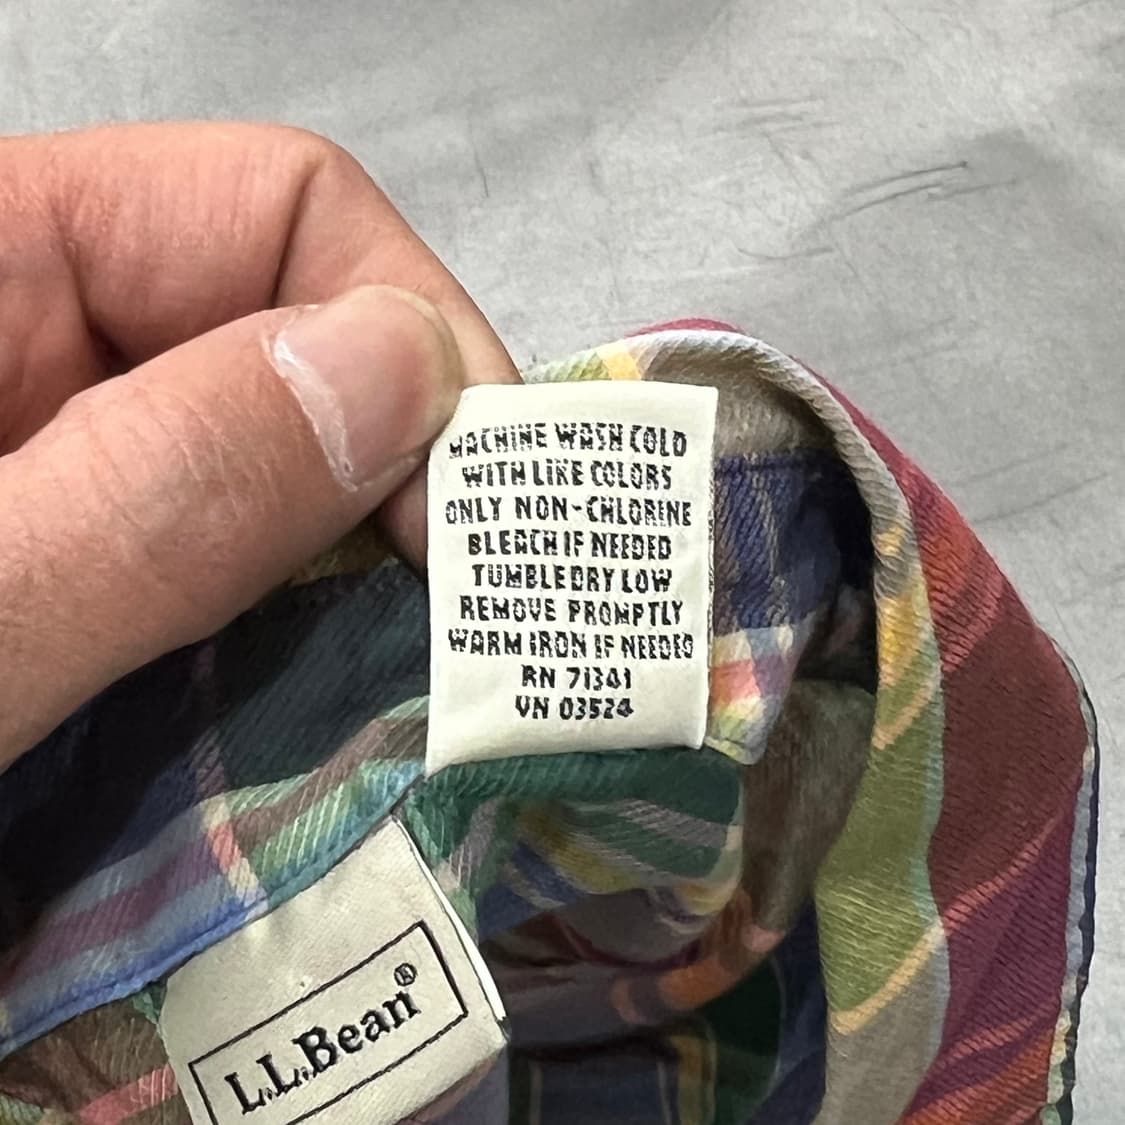 MACHINE WASH COLD
WITH LIKE COLORS
ONLY NON-CHLORINE
BLEACH IF NEEDED
TUMBLE DRY LOW
REMOVE PROMPTLY
WARM IRON IF NEEDED
RN 71341
VN 03524
L.L.Bean®